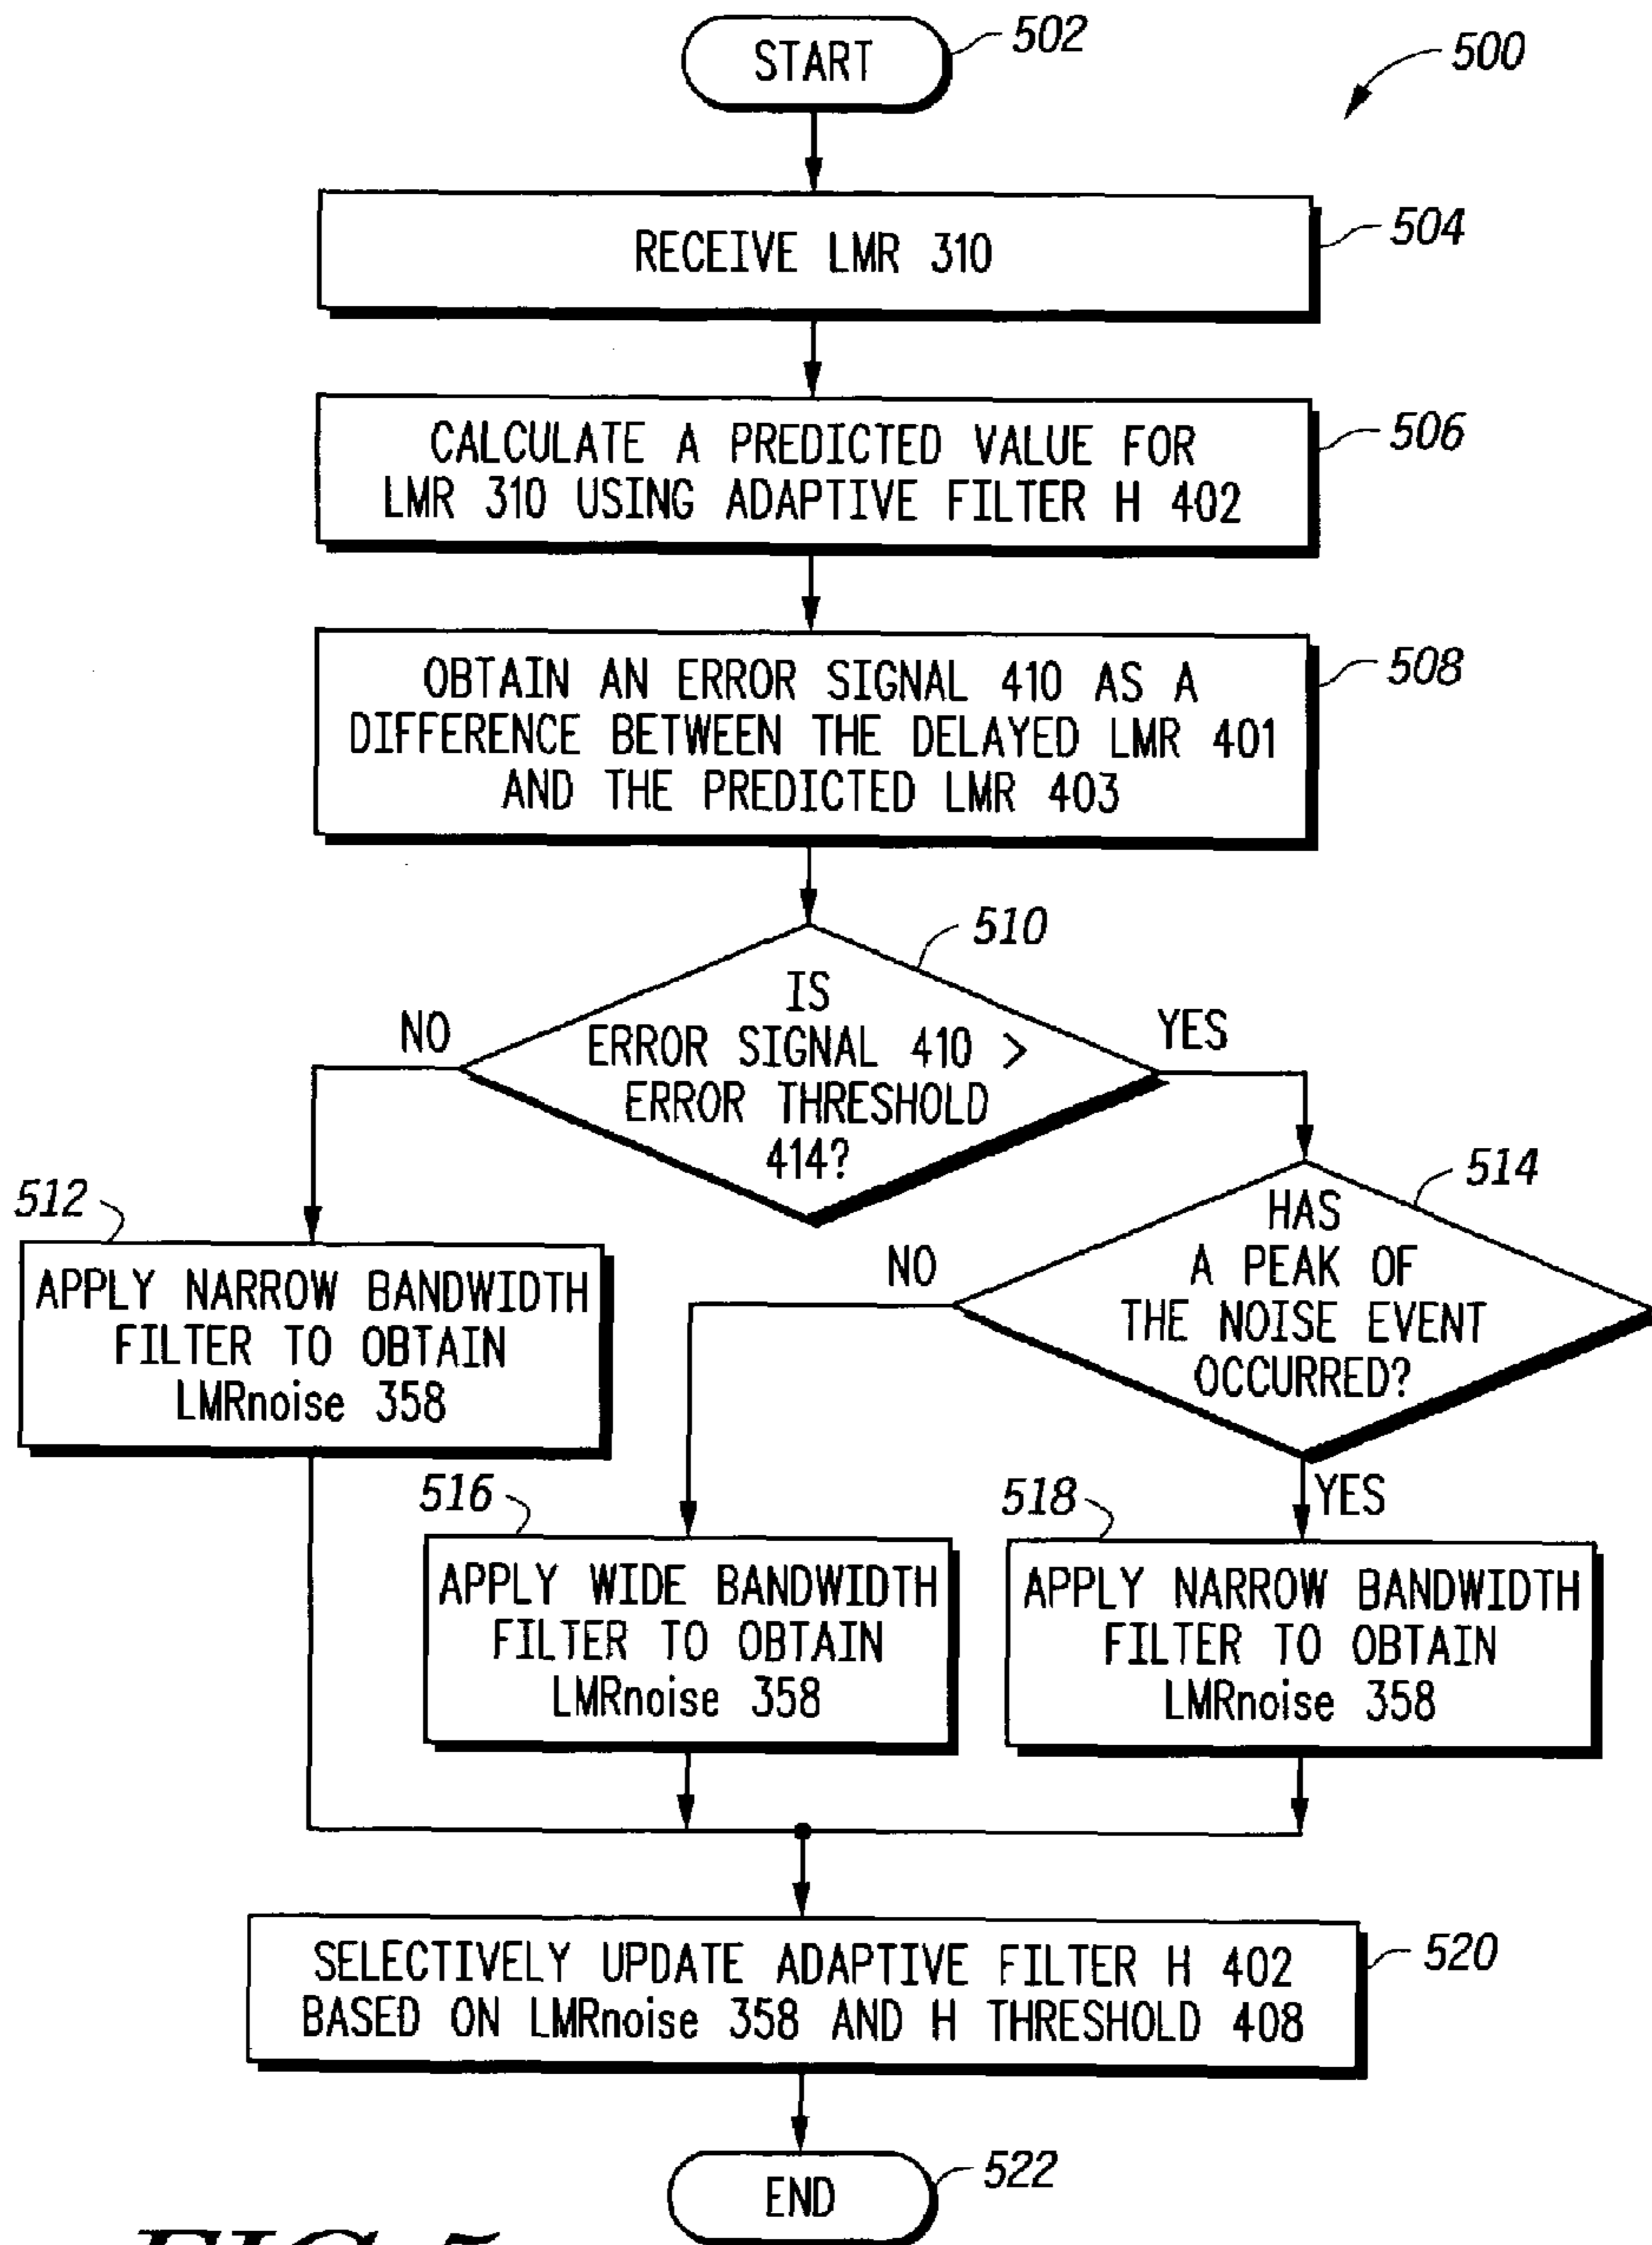 START
502
500
RECEIVE LMR 310
504
CALCULATE A PREDICTED VALUE FOR
LMR 310 USING ADAPTIVE FILTER H 402
506
OBTAIN AN ERROR SIGNAL 410 AS A
DIFFERENCE BETWEEN THE DELAYED LMR 401
AND THE PREDICTED LMR 403
508
510
IS
ERROR SIGNAL 410 >
ERROR THRESHOLD
414?
NO
YES
512
APPLY NARROW BANDWIDTH
FILTER TO OBTAIN
LMRnoise 358
514
HAS
A PEAK OF
THE NOISE EVENT
OCCURRED?
NO
YES
516
APPLY WIDE BANDWIDTH
FILTER TO OBTAIN
LMRnoise 358
518
APPLY NARROW BANDWIDTH
FILTER TO OBTAIN
LMRnoise 358
SELECTIVELY UPDATE ADAPTIVE FILTER H 402
BASED ON LMRnoise 358 AND H THRESHOLD 408
520
END
522